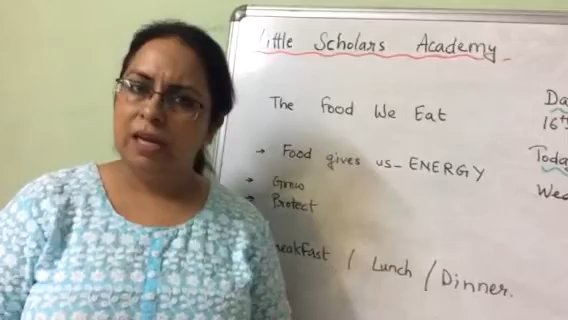 Little Scholars Academy
The Food We Eat
Da
16th
→ Food gives us - ENERGY
Toda
→ Grow
Wed
→ Protect
eakfast / Lunch / Dinner.